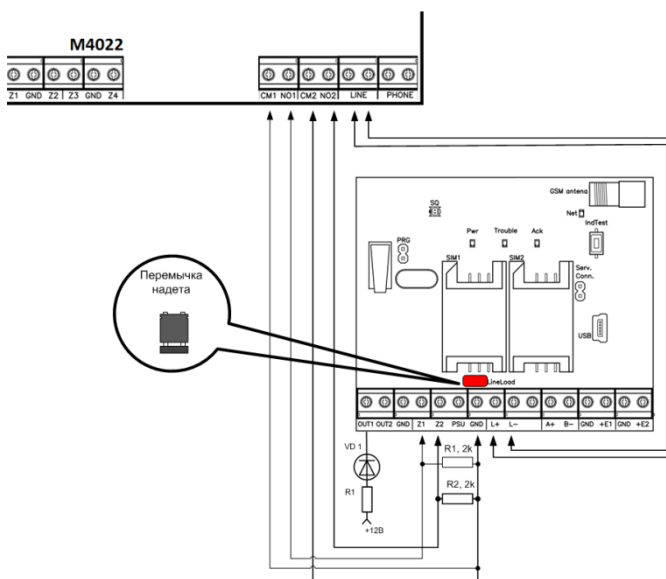 M4022
Z1 GND Z2 Z3 GND Z4
CM1 NO1 CM2 NO2 LINE PHONE
GSM antena
SQ
Net
IndTest
PRG
Pwr Trouble Ack
SIM1 SIM2
Serv.
Conn.
USB
Перемычка
надета
LineLoad
OUT1 OUT2 GND Z1 Z2 PSU GND L+ L- A+ B- GND +E1 GND +E2
VD 1
R1, 2k
R2, 2k
R1
+12В